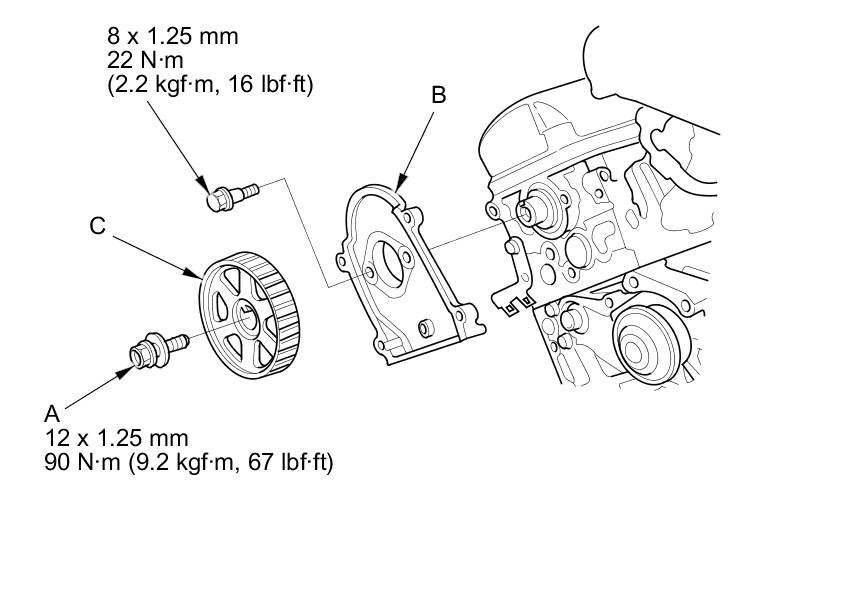 8 x 1.25 mm
22 N·m
(2.2 kgf·m, 16 lbf·ft)
B
C
A
12 x 1.25 mm
90 N·m (9.2 kgf·m, 67 lbf·ft)